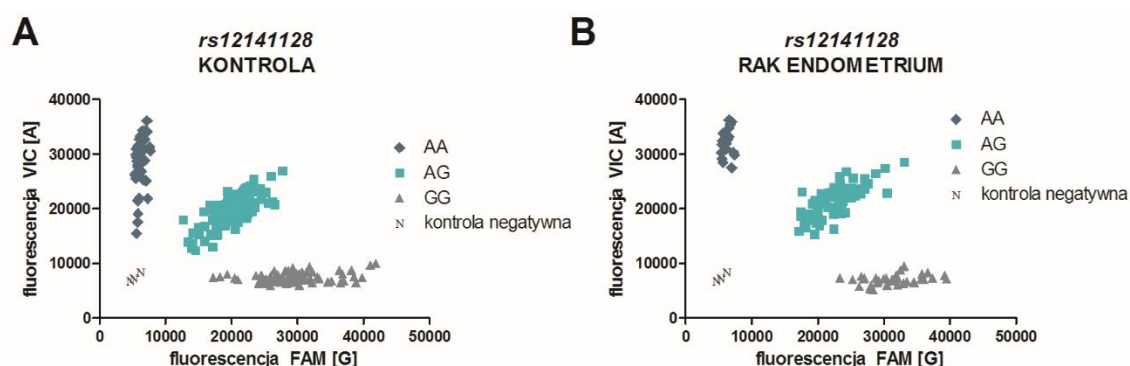 A
rs12141128
KONTROLA
fluorescencja VIC [A]
40000
30000
20000
10000
0
0 10000 20000 30000 40000 50000
fluorescencja FAM [G]
AA
AG
GG
N kontrola negatywna
N N N
B
rs12141128
RAK ENDOMETRIUM
fluorescencja VIC [A]
40000
30000
20000
10000
0
0 10000 20000 30000 40000 50000
fluorescencja FAM [G]
AA
AG
GG
N kontrola negatywna
N N N